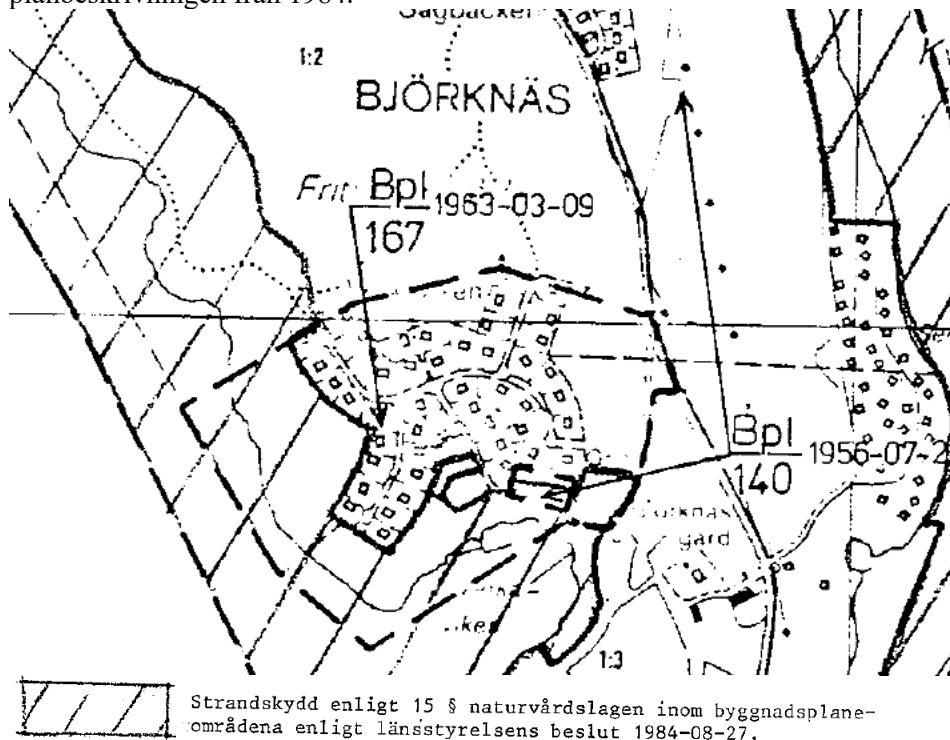 planbeskrivningen från 1984.
Sågbacken
1:2
BJÖRKNÄS
Frit
Bpl 1963-03-09
167
Bpl 1956-07-2
140
gård
1:3
Strandskydd enligt 15 § naturvårdslagen inom byggnadsplane-
områdena enligt länsstyrelsens beslut 1984-08-27.